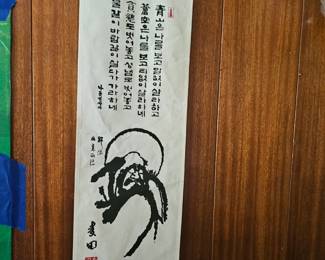 靑山은나를보고말없이살라하고
蒼空은나를보고티없이살라하네
貪慾도벗어놓고성냄도벗어놓고
물같이바람같이살다가가라하네